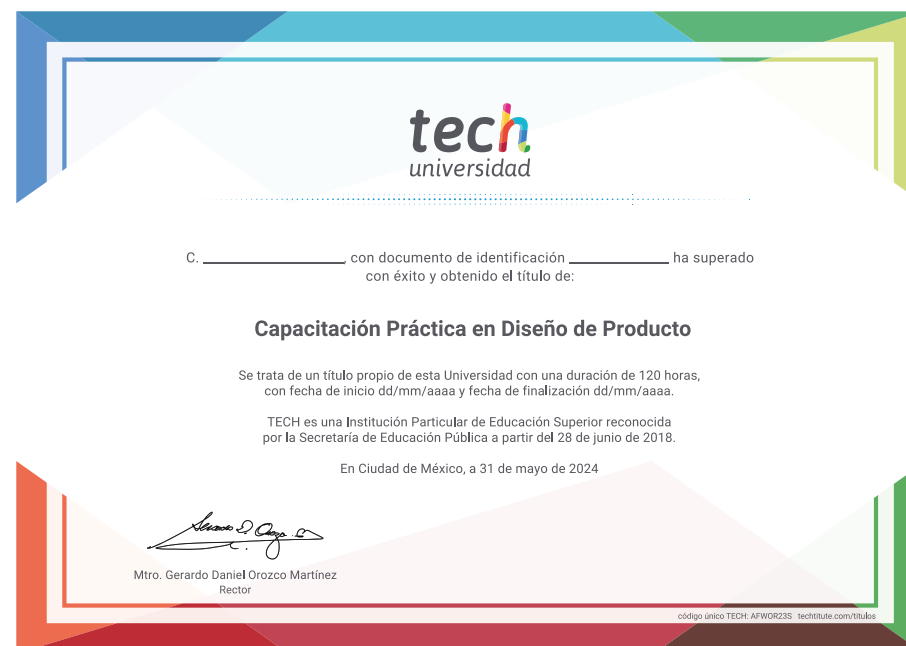 tech
universidad
C. ____________, con documento de identificación ____________ ha superado
con éxito y obtenido el título de:
Capacitación Práctica en Diseño de Producto
Se trata de un título propio de esta Universidad con una duración de 120 horas,
con fecha de inicio dd/mm/aaaa y fecha de finalización dd/mm/aaaa.
TECH es una Institución Particular de Educación Superior reconocida
por la Secretaría de Educación Pública a partir del 28 de junio de 2018.
En Ciudad de México, a 31 de mayo de 2024
Mtro. Gerardo Daniel Orozco Martínez
Rector
código único TECH: AFWOR23S techtitute.com/titulos